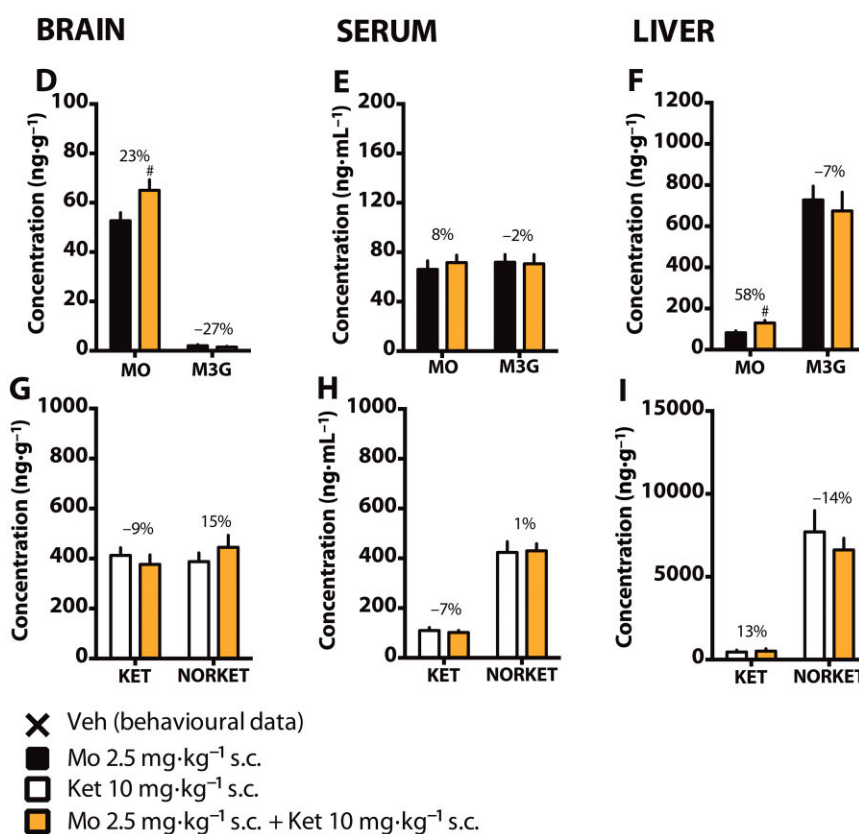 BRAIN SERUM LIVER
D
Concentration (ng·g⁻¹)
100
80
60
40
20
0
23%
#
−27%
MO M3G
E
Concentration (ng·mL⁻¹)
200
160
120
80
40
0
8%
−2%
MO M3G
F
Concentration (ng·g⁻¹)
1200
1000
800
600
400
200
0
−7%
58%
#
MO M3G
G
Concentration (ng·g⁻¹)
1000
800
600
400
200
0
−9%
15%
KET NORKET
H
Concentration (ng·mL⁻¹)
1000
800
600
400
200
0
−7%
1%
KET NORKET
I
Concentration (ng·g⁻¹)
15000
10000
5000
0
13%
−14%
KET NORKET
Veh (behavioural data)
Mo 2.5 mg·kg⁻¹ s.c.
Ket 10 mg·kg⁻¹ s.c.
Mo 2.5 mg·kg⁻¹ s.c. + Ket 10 mg·kg⁻¹ s.c.